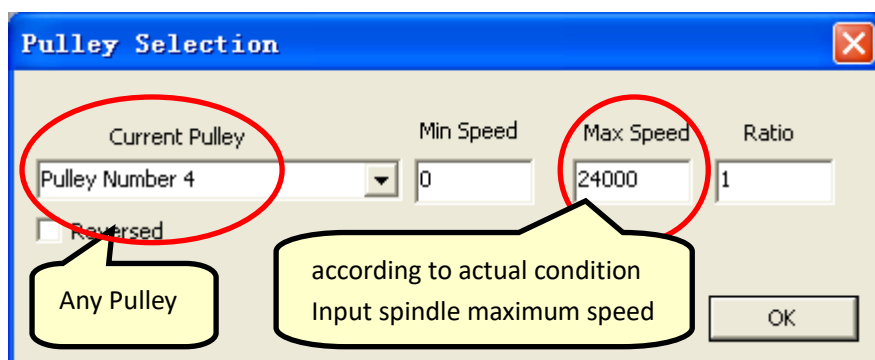 Pulley Selection
Current Pulley
Min Speed
Max Speed
Ratio
Pulley Number 4
0
24000
1
Reversed
Any Pulley
according to actual condition
Input spindle maximum speed
OK